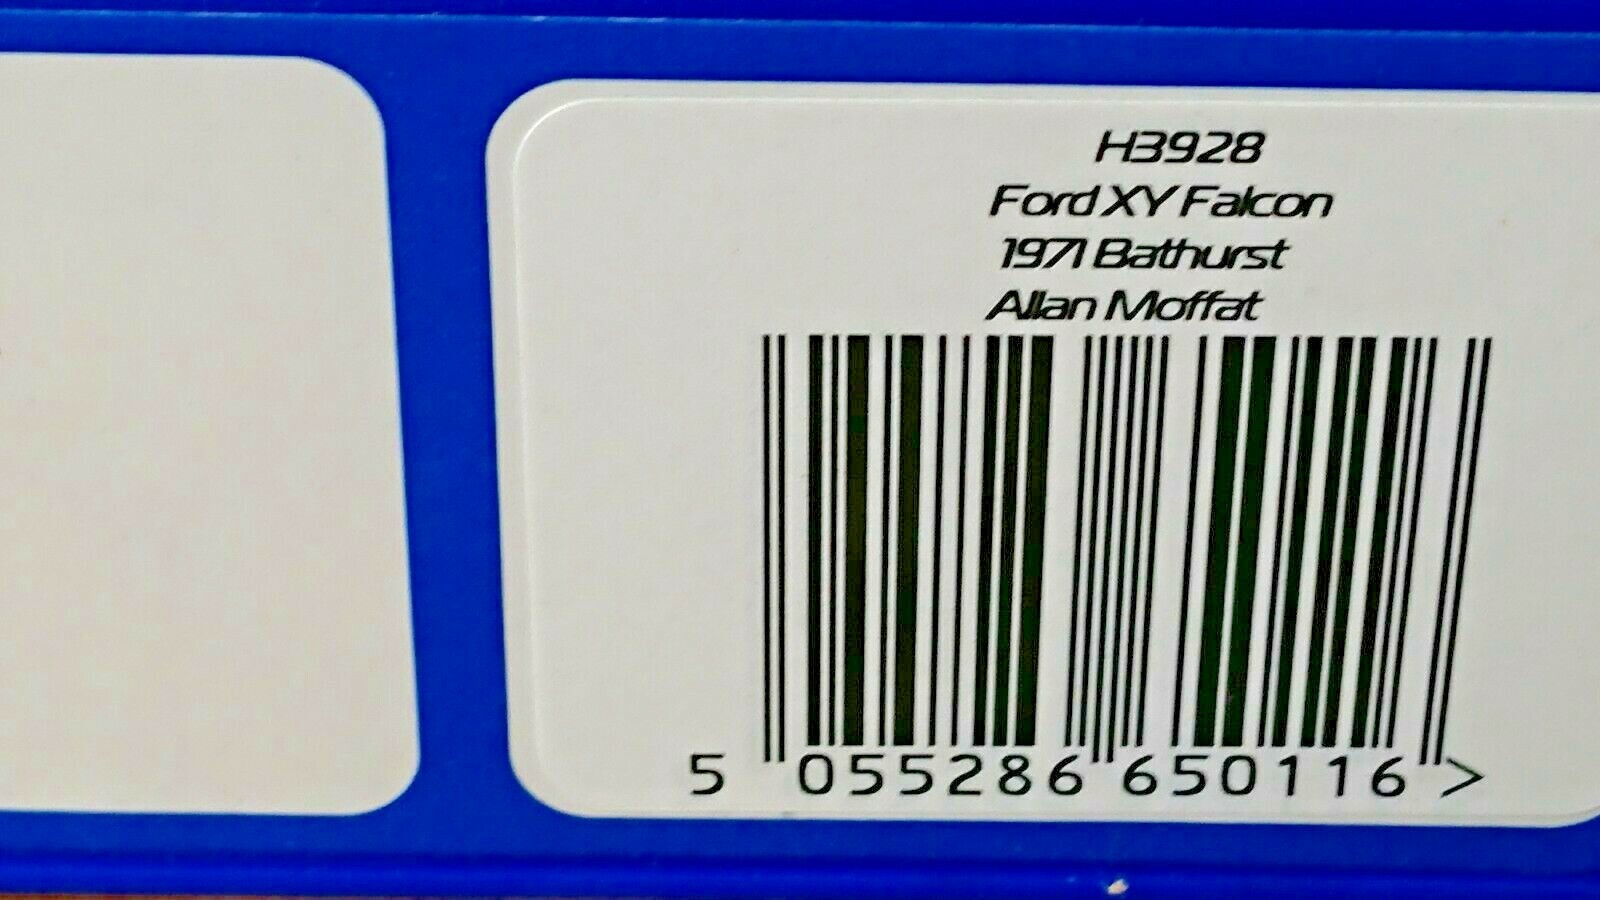 H3928
Ford XY Falcon
1971 Bathurst
Allan Moffat
5 055286 650116 >